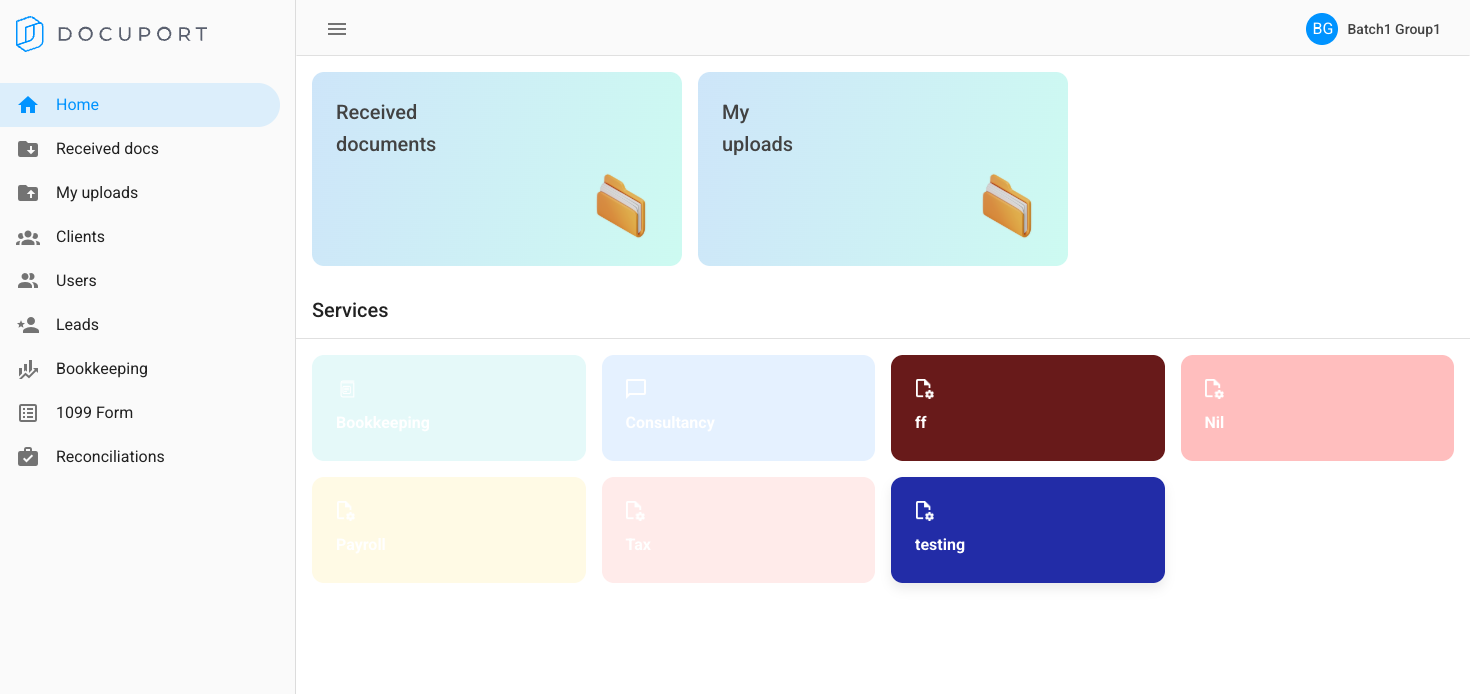 DOCUPORT
BG
Batch1 Group1
Home
Received docs
My uploads
Clients
Users
Leads
Bookkeeping
1099 Form
Reconciliations
Received
documents
My
uploads
Services
Bookkeeping
Consultancy
ff
Nil
Payroll
Tax
testing